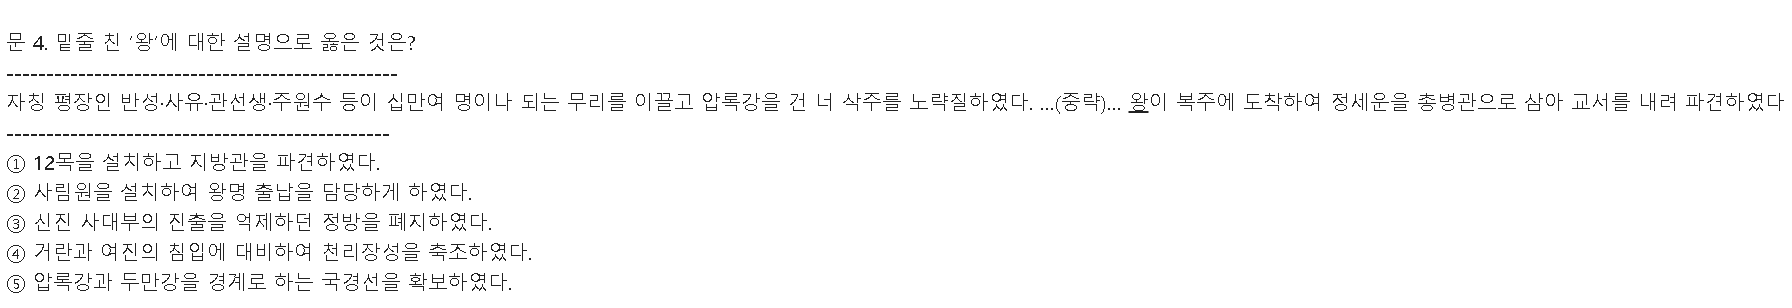 문 4. 밑줄 친 ‘왕’에 대한 설명으로 옳은 것은?
-------------------------------------------------
자칭 평장인 반성·사유·관선생·주원수 등이 십만여 명이나 되는 무리를 이끌고 압록강을 건 너 삭주를 노략질하였다. …(중략)… 왕이 복주에 도착하여 정세운을 총병관으로 삼아 교서를 내려 파견하였다
------------------------------------------------
① 12목을 설치하고 지방관을 파견하였다.
② 사림원을 설치하여 왕명 출납을 담당하게 하였다.
③ 신진 사대부의 진출을 억제하던 정방을 폐지하였다.
④ 거란과 여진의 침입에 대비하여 천리장성을 축조하였다.
⑤ 압록강과 두만강을 경계로 하는 국경선을 확보하였다.